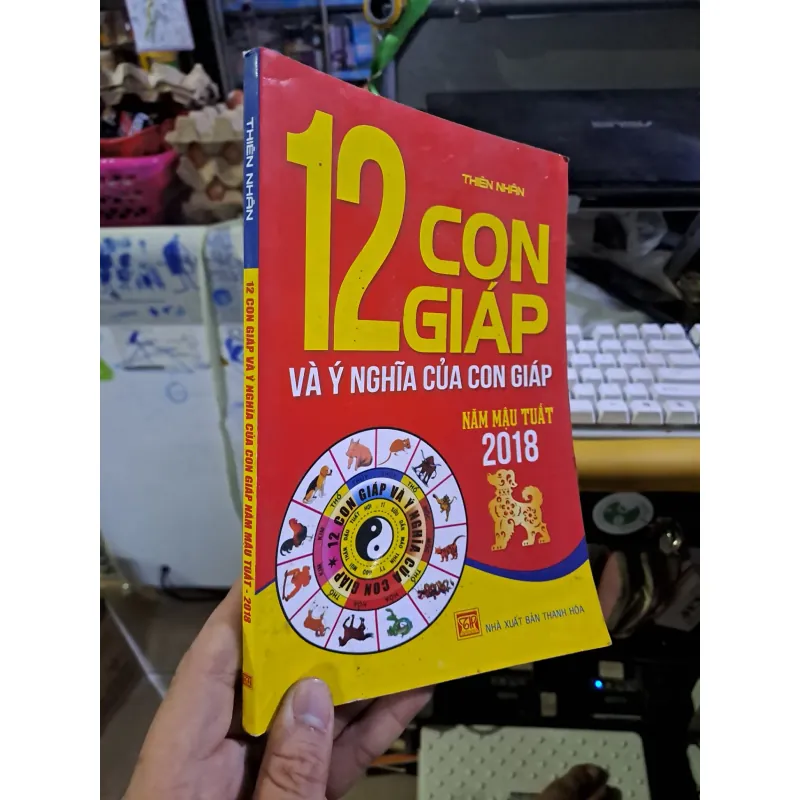 THIÊN NHÂN
12 CON GIÁP VÀ Ý NGHĨA CỦA CON GIÁP NĂM MẬU TUẤT - 2018
THIÊN NHÂN
12
CON
GIÁP
VÀ Ý NGHĨA CỦA CON GIÁP
NĂM MẬU TUẤT
2018
12 CON GIÁP VÀ Ý NGHĨA CỦA CON GIÁP
NHÀ XUẤT BẢN THANH HÓA